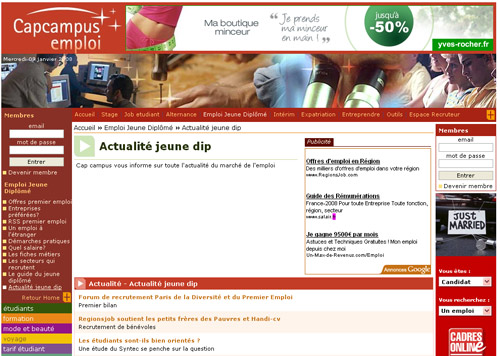 Capcampus
emploi
Ma boutique
minceur
je prends
ma minceur
en main !
jusqu'à
-50%
yves-rocher.fr
Mercredi 09 Janvier 2008
Accueil Stage Job etudiant Alternance Emploi Jeune Diplômé Intérim Expatriation Entreprendre Outils Espace Recruteur
Membres
email
mot de passe
Entrer
Devenir membre
Emploi Jeune
Diplômé
Offres premier emploi
Entreprises
préférées?
RSS premier emploi
Un emploi à
l'étranger
Démarches pratiques
Quel salaire?
Les fiches métiers
Les secteurs qui
recrutent
Le guide du jeune
diplômé
Actualité jeune dip
Retour Home
étudiants
formation
mode et beauté
voyage
tarif étudiant
Accueil » Emploi Jeune Diplômé » Actualité jeune dip
Actualité jeune dip
Cap campus vous informe sur toute l'actualité du marché de l'emploi
Publicité
Offres d'emploi en Région
Des milliers d'offres d'emploi dans votre région
www.RegionsJob.com
Guide des Rémunérations
France-2008 Pour toute Entreprise Toute fonction,
région, secteur
Je gagne 9500€ par mois
Astuces et Techniques Gratuites ! Mon emploi
depuis chez moi
Un-Max-de-Revenus.com/Emploi
Annonces Google
Actualité - Actualité jeune dip
Forum de recrutement Paris de la Diversité et du Premier Emploi
Premier bilan
Regionsjob soutient les petits frères des Pauvres et Handi-cv
Recrutement de bénévoles
Les étudiants sont-ils bien orientés ?
Une étude du Syntec se penche sur la question
Membres
email
mot de passe
Entrer
Devenir membre
JUST
MARRIED
Vous êtes :
Candidat
Vous recherchez :
Un emploi
CADRES
ONLINE